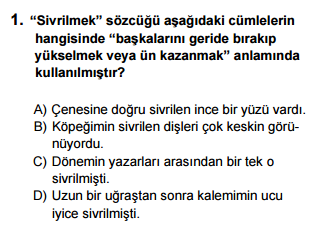 1. “Sivrilmek” sözcüğü aşağıdaki cümlelerin
hangisinde “başkalarını geride bırakıp
yükselmek veya ün kazanmak” anlamında
kullanılmıştır?
A) Çenesine doğru sivrilen ince bir yüzü vardı.
B) Köpeğimin sivrilen dişleri çok keskin görü-
nüyordu.
C) Dönemin yazarları arasından bir tek o
sivrilmişti.
D) Uzun bir uğraştan sonra kalemimin ucu
iyice sivrilmişti.